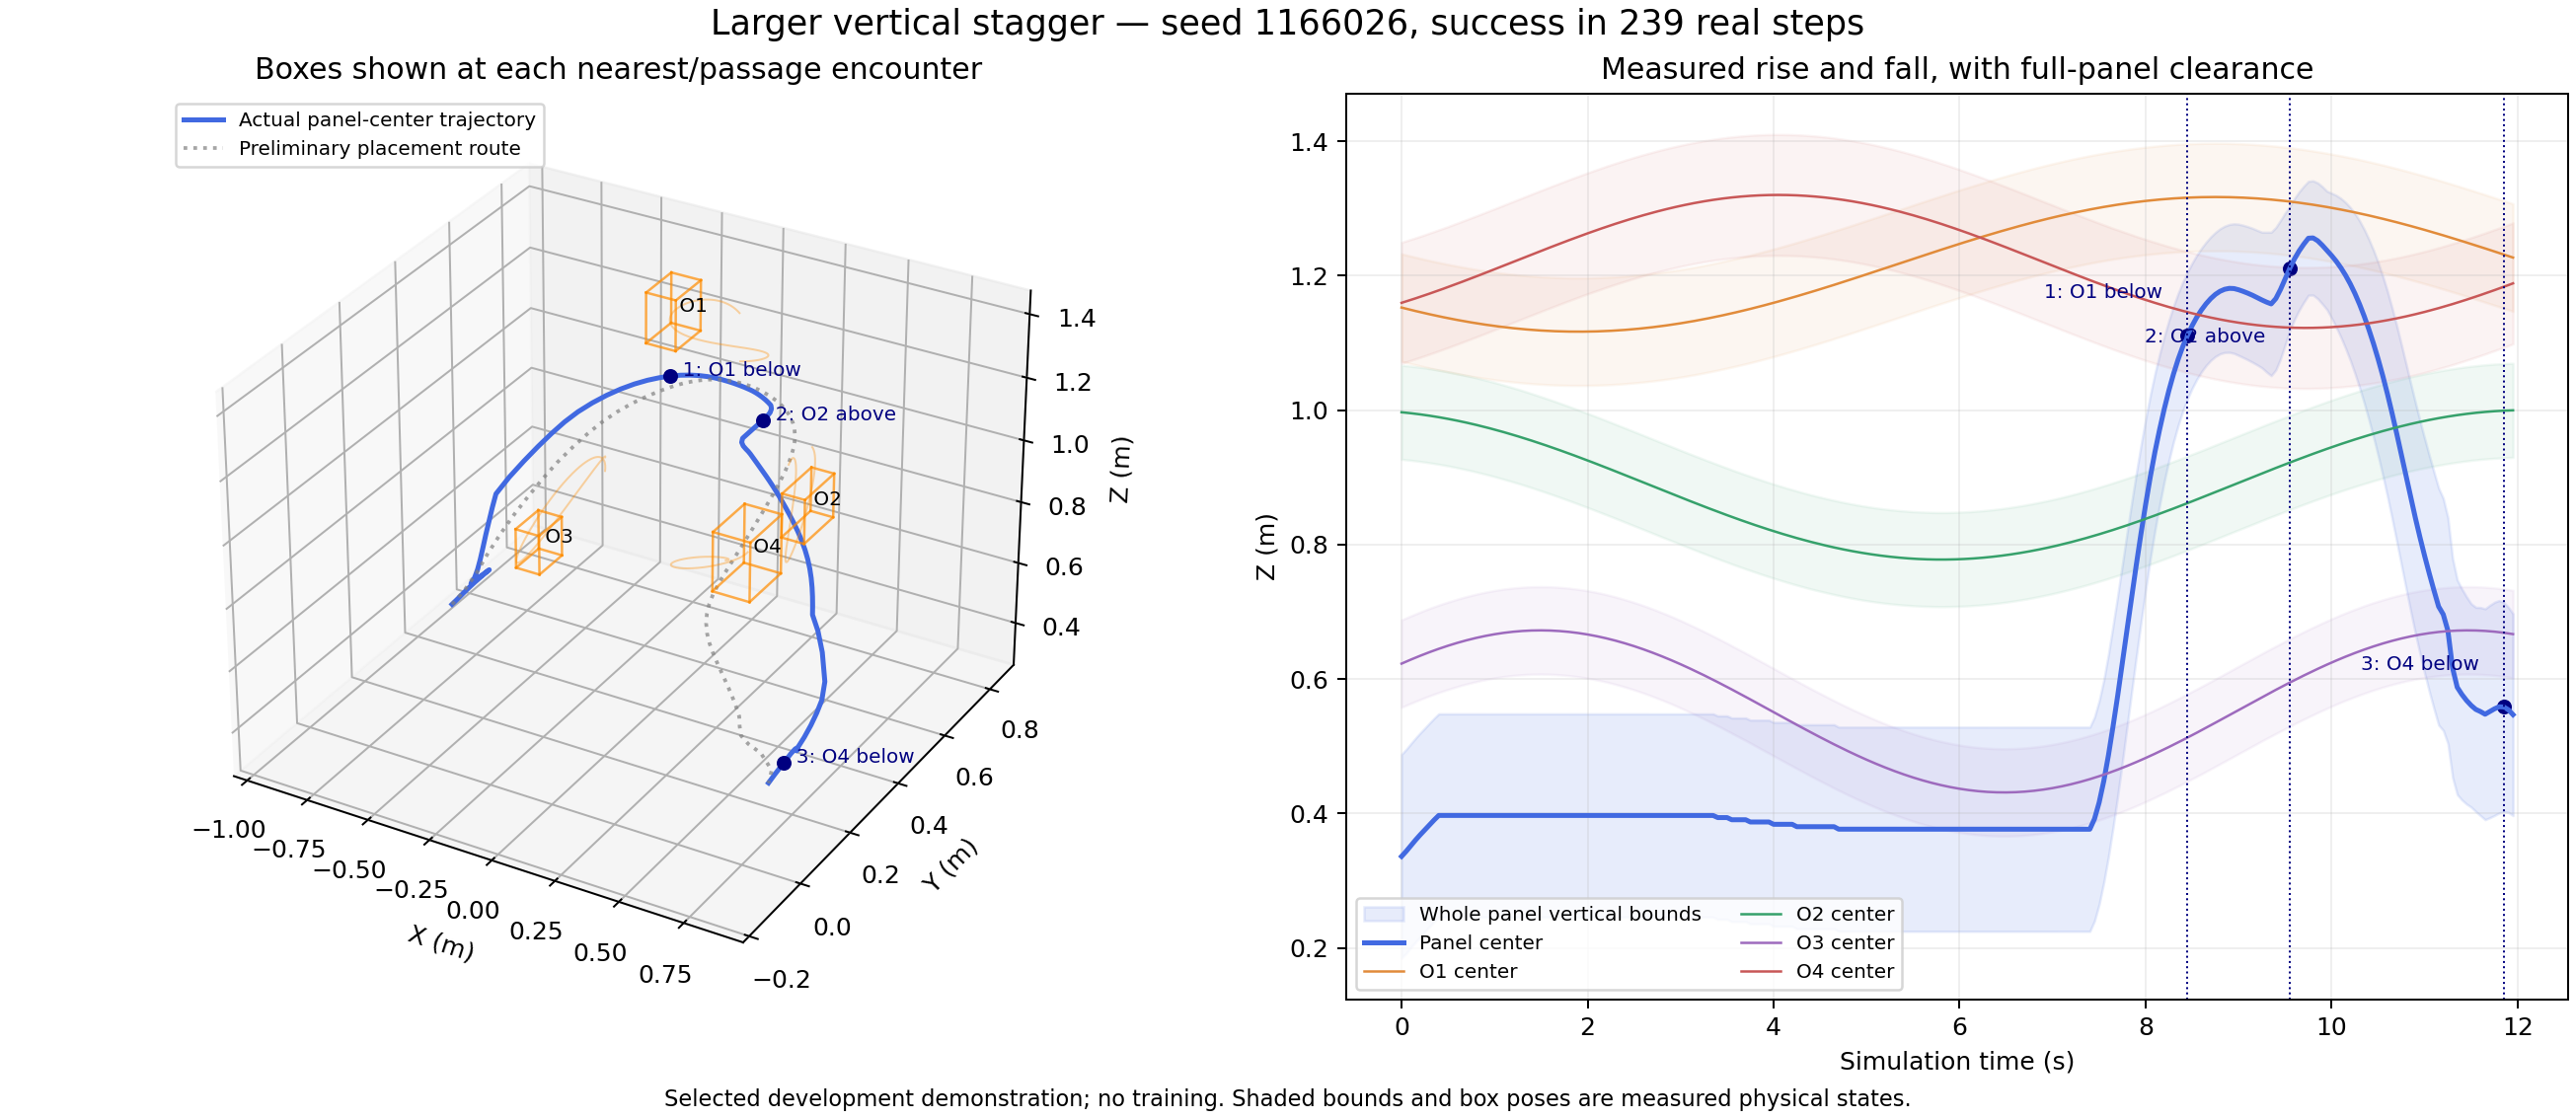 Larger vertical stagger — seed 1166026, success in 239 real steps
Boxes shown at each nearest/passage encounter
Actual panel-center trajectory
Preliminary placement route
O1
1: O1 below
2: O2 above
O2
O3
O4
3: O4 below
1.4
1.2
1.0
0.8
0.6
0.4
Z (m)
−1.00
−0.75
−0.50
−0.25
0.00
0.25
0.50
0.75
X (m)
−0.2
0.0
0.2
0.4
0.6
0.8
Y (m)
Measured rise and fall, with full-panel clearance
1.4
1.2
1.0
0.8
0.6
0.4
0.2
Z (m)
1: O1 below
2: O2 above
3: O4 below
Whole panel vertical bounds
Panel center
O1 center
O2 center
O3 center
O4 center
0
2
4
6
8
10
12
Simulation time (s)
Selected development demonstration; no training. Shaded bounds and box poses are measured physical states.